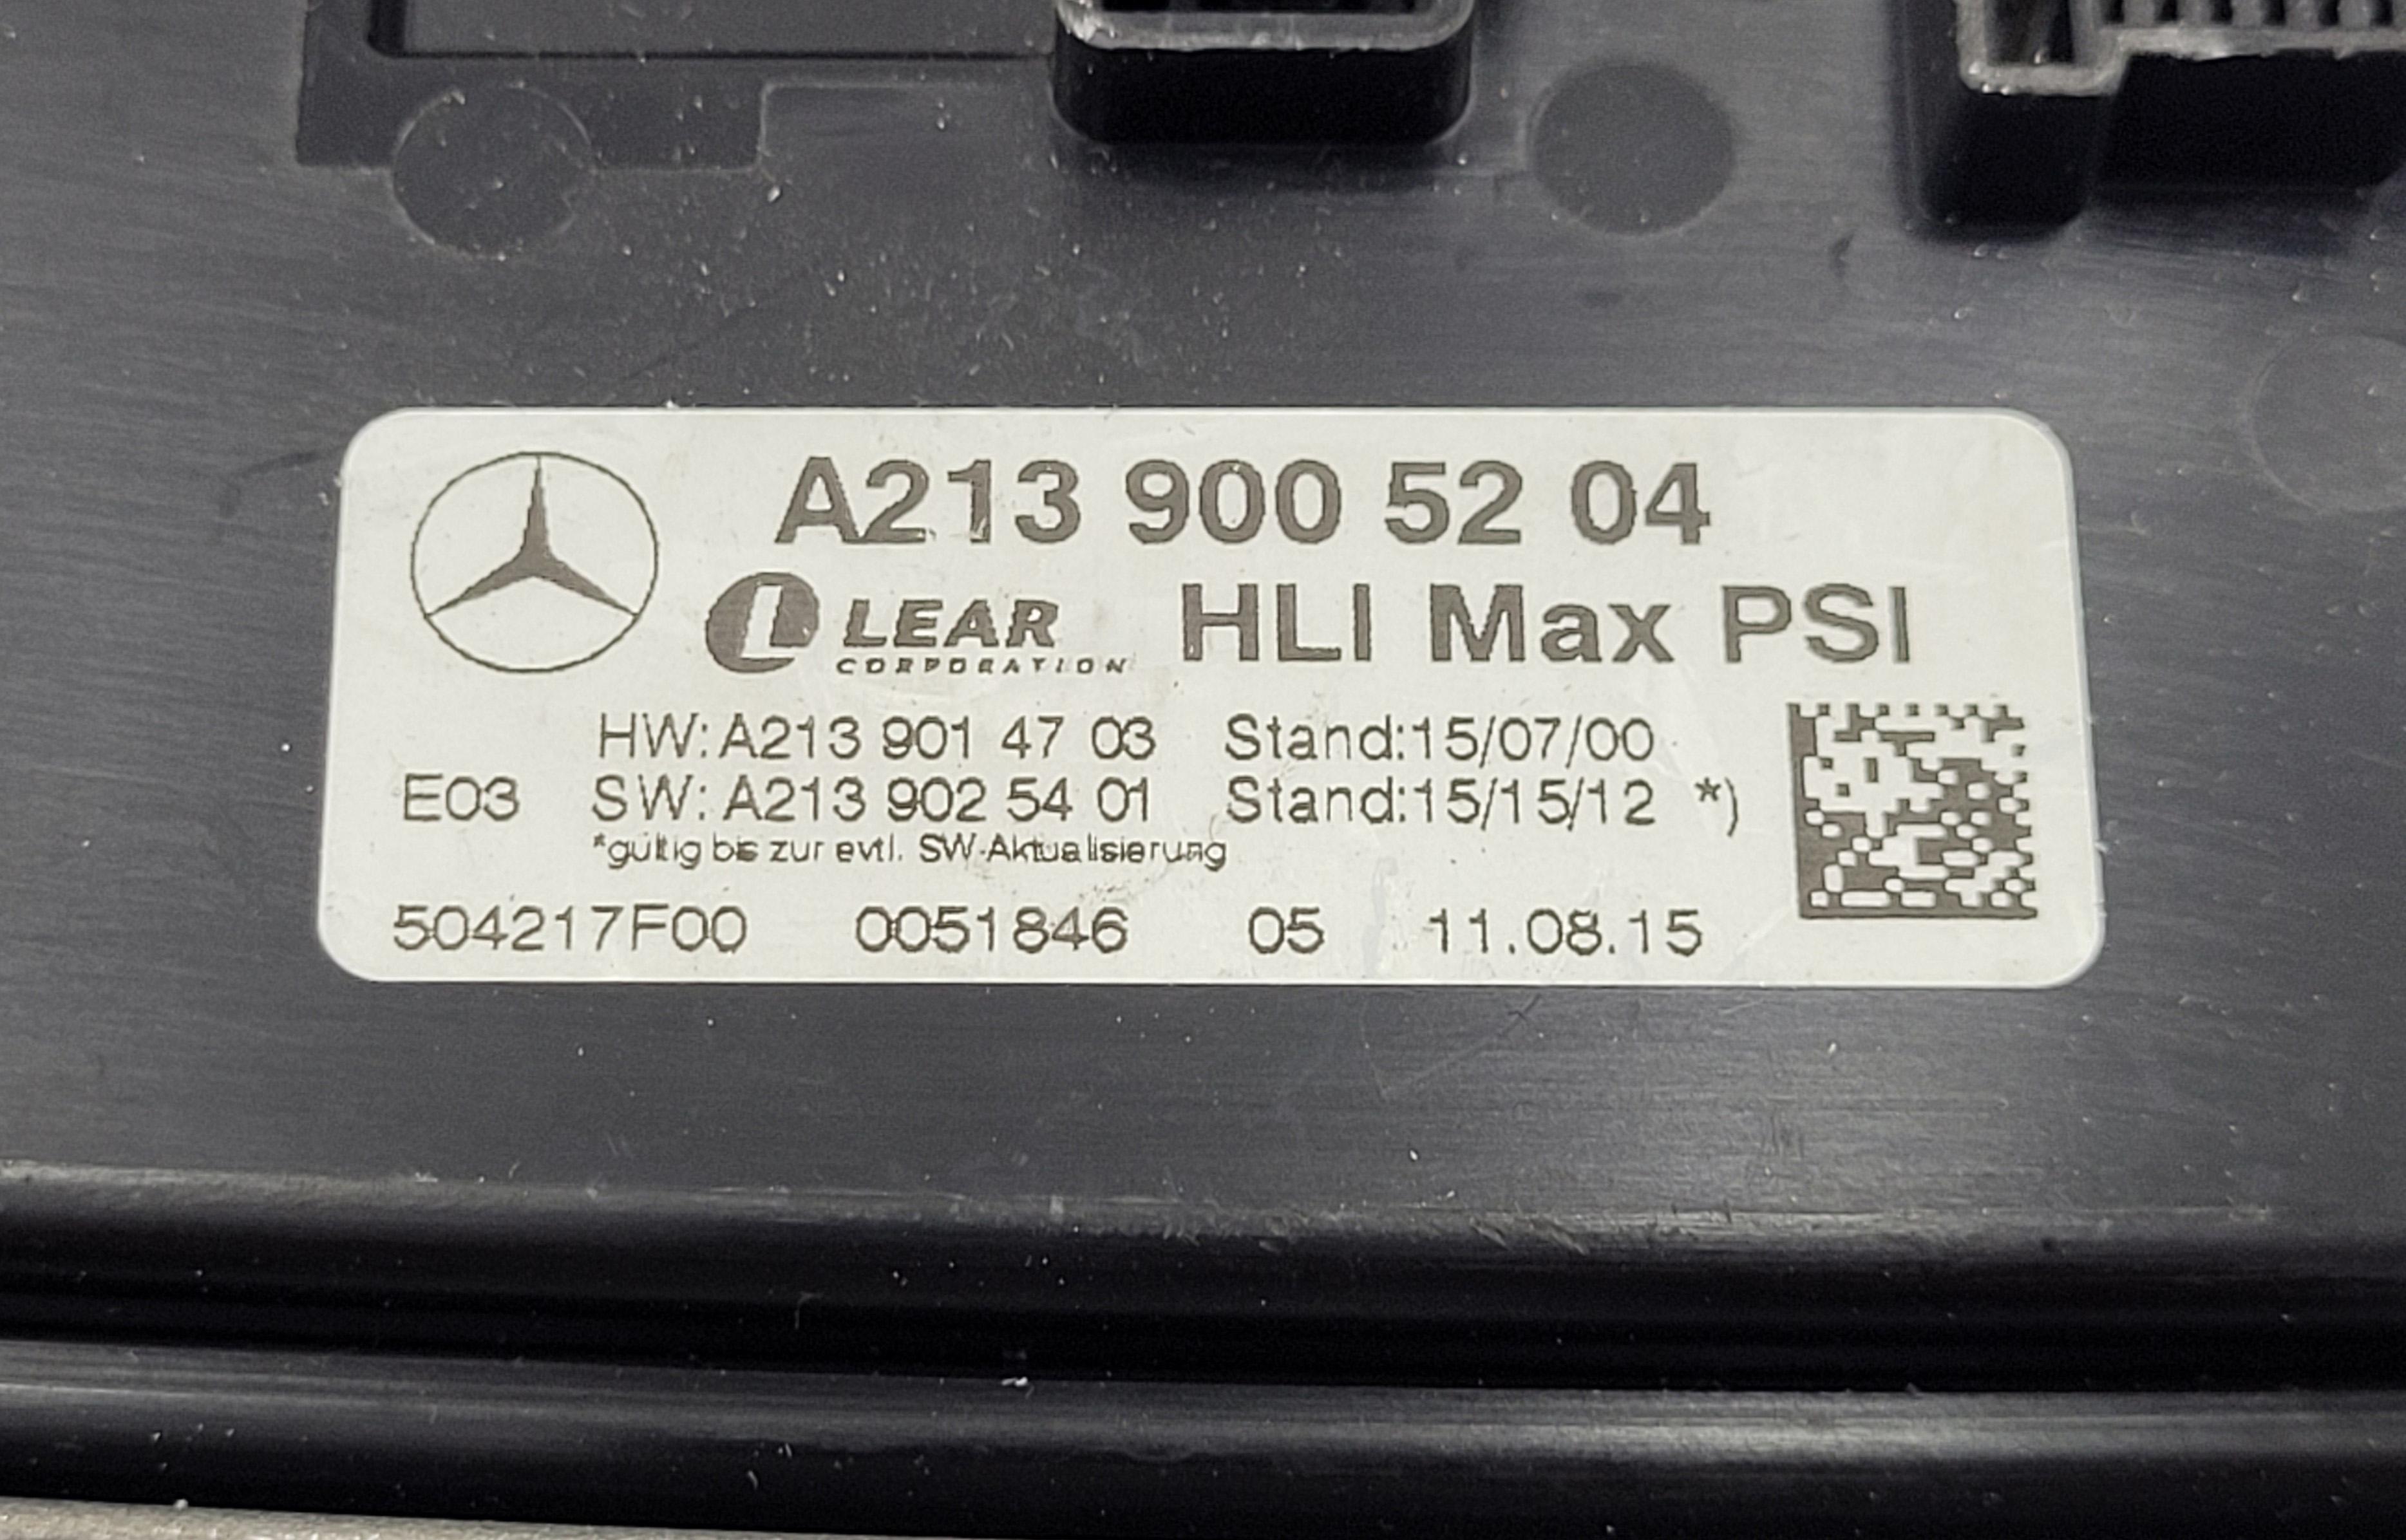 A213 900 52 04
LEAR HLI Max PSI
CORPORATION
HW: A213 901 47 03 Stand:15/07/00
E03 SW: A213 902 54 01 Stand:15/15/12 *)
*gültig bis zur evtl. SW-Aktualisierung
504217F00 0051846 05 11.08.15